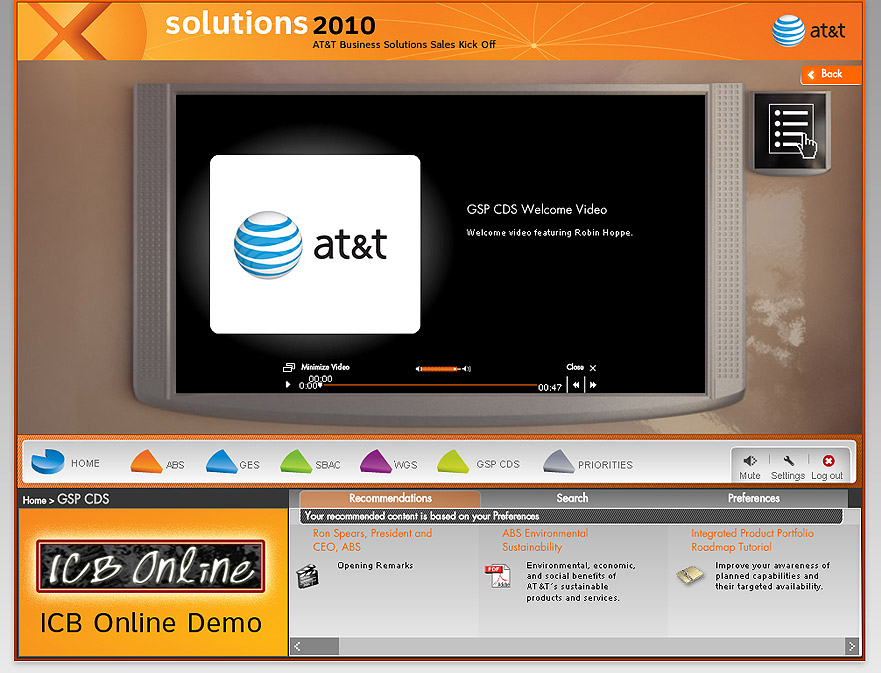 solutions 2010
AT&T Business Solutions Sales Kick Off
at&t
Back
at&t
GSP CDS Welcome Video
Welcome video featuring Robin Hoppe.
Minimize Video
Close
00:00
0:00
00:47
HOME
ABS
GES
SBAC
WGS
GSP CDS
PRIORITIES
Mute
Settings
Log out
Home > GSP CDS
Recommendations
Search
Preferences
Your recommended content is based on your Preferences
Ron Spears, President and
CEO, ABS
Opening Remarks
ABS Environmental
Sustainability
PDF
Adobe
Environmental, economic,
and social benefits of
AT&T's sustainable
products and services.
Integrated Product Portfolio
Roadmap Tutorial
Improve your awareness of
planned capabilities and
their targeted availability.
ICB Online
ICB Online Demo